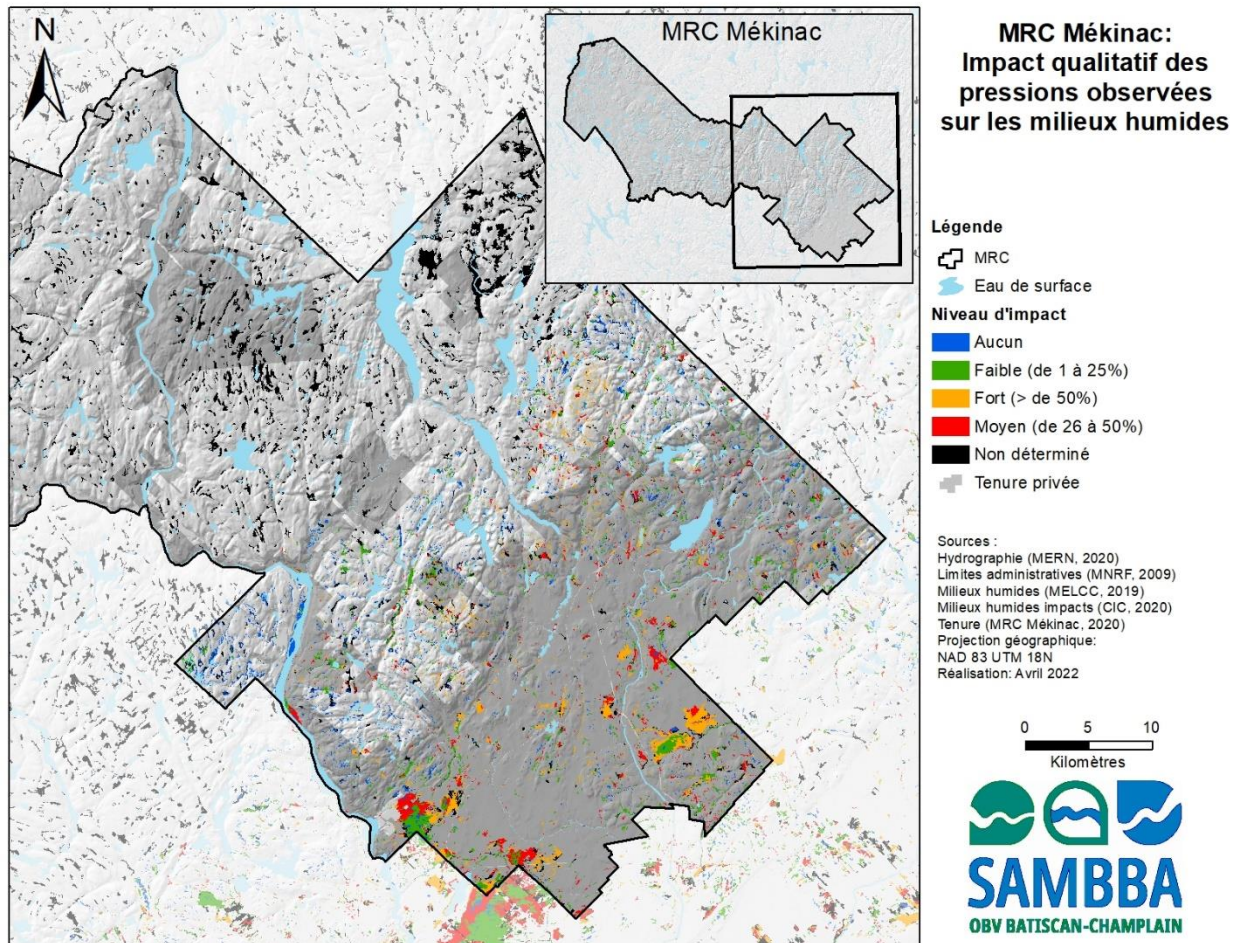 N
MRC Mékinac
MRC Mékinac:
Impact qualitatif des
pressions observées
sur les milieux humides
Légende
MRC
Eau de surface
Niveau d'impact
Aucun
Faible (de 1 à 25%)
Fort (> de 50%)
Moyen (de 26 à 50%)
Non déterminé
Tenure privée
Sources :
Hydrographie (MERN, 2020)
Limites administratives (MNRF, 2009)
Milieux humides (MELCC, 2019)
Milieux humides impacts (CIC, 2020)
Tenure (MRC Mékinac, 2020)
Projection géographique:
NAD 83 UTM 18N
Réalisation: Avril 2022
0 5 10
Kilomètres
SAMBBA
OBV BATISCAN-CHAMPLAIN